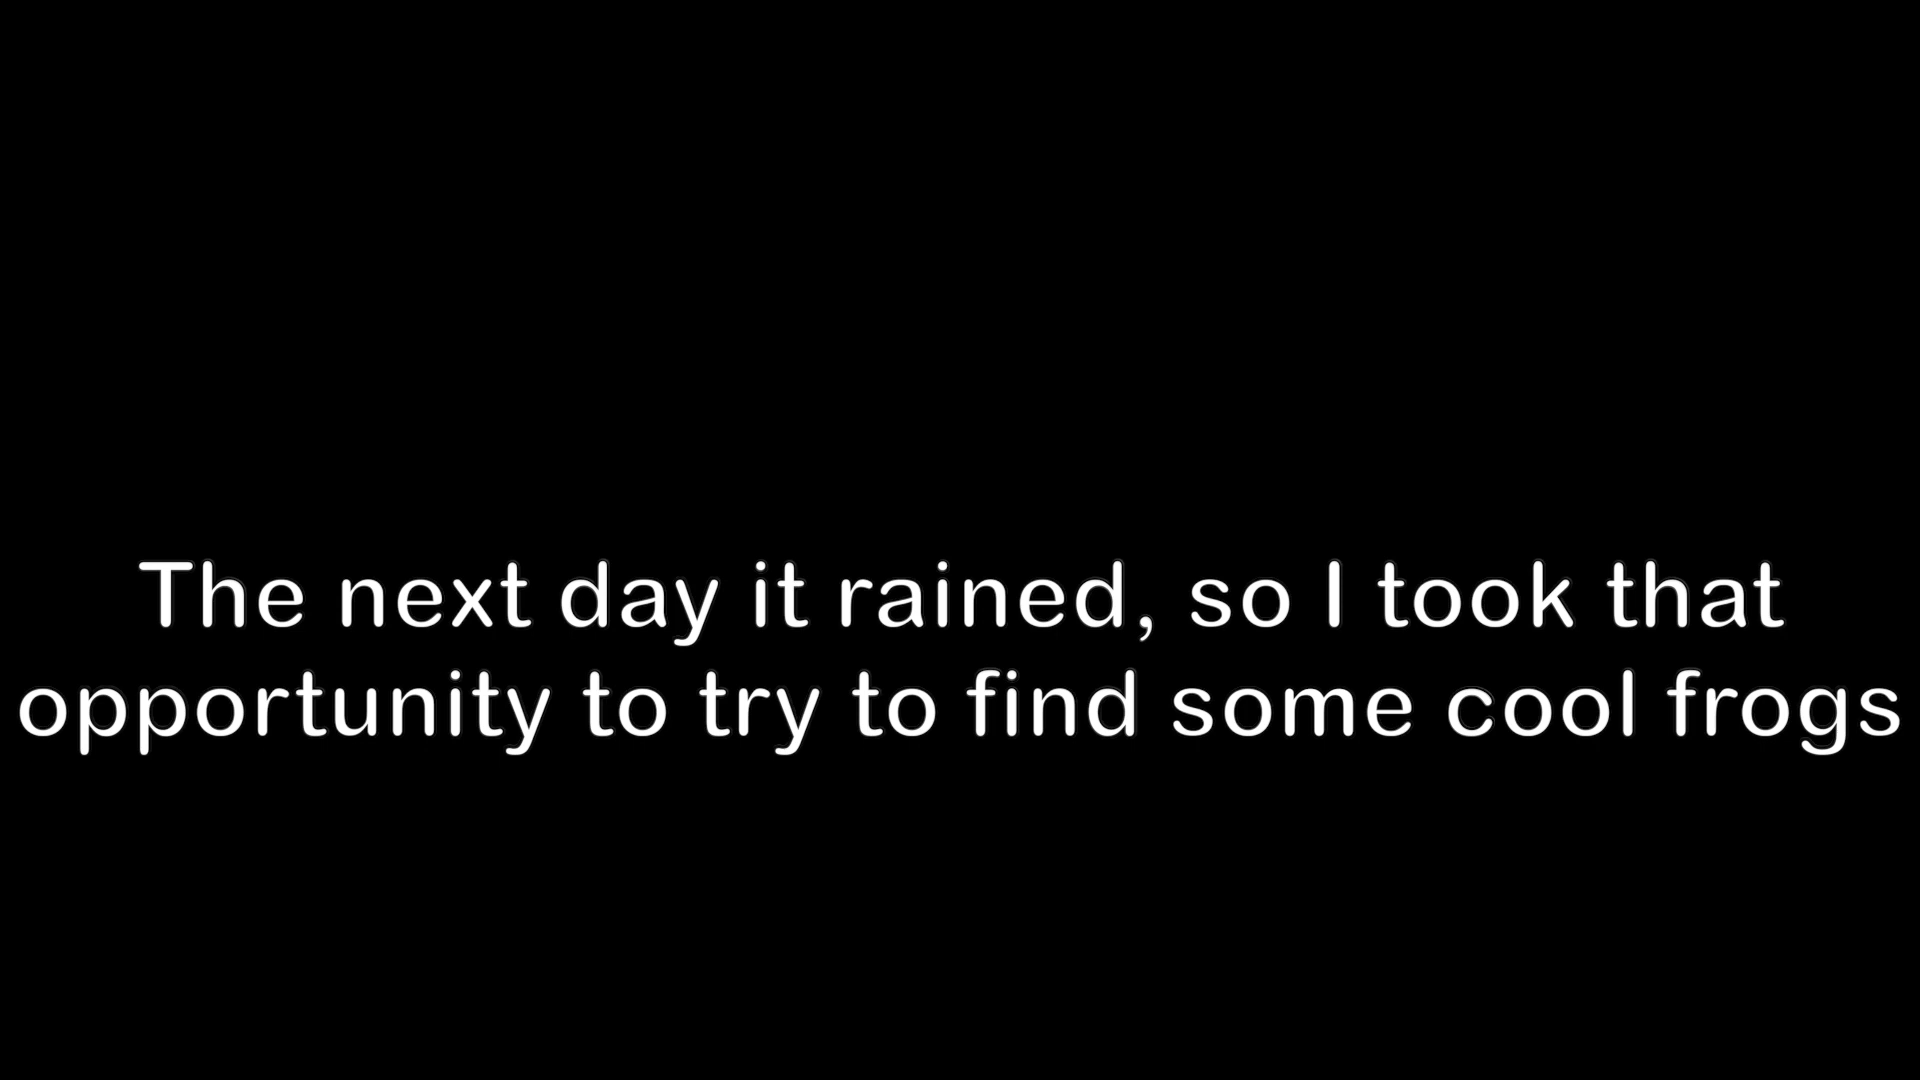 The next day it rained, so I took that
opportunity to try to find some cool frogs